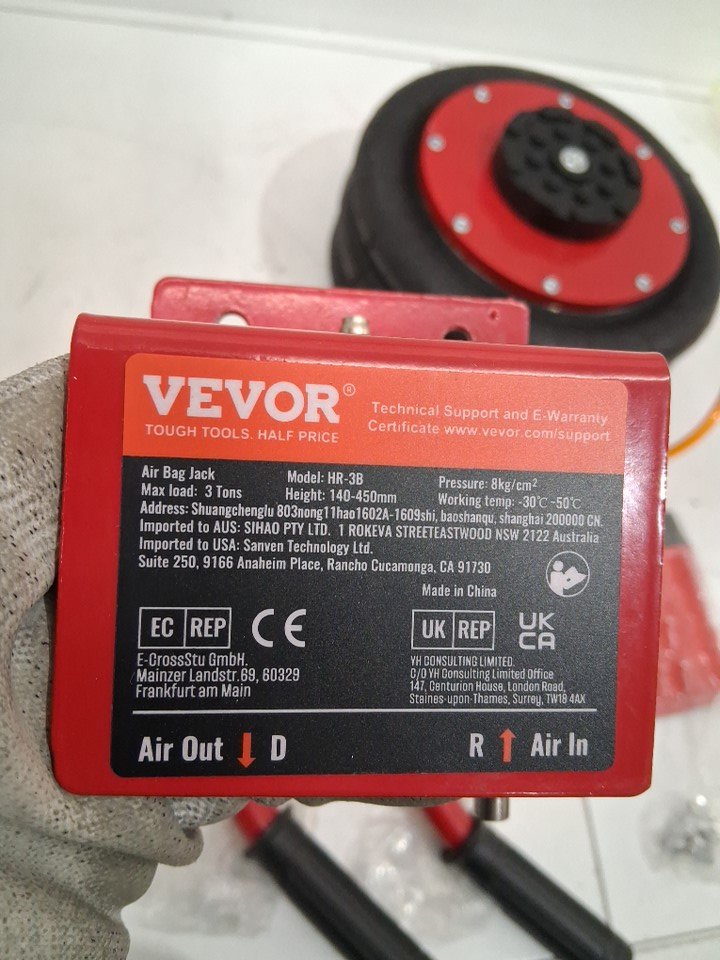 VEVOR®
TOUGH TOOLS. HALF PRICE
Technical Support and E-Warranty
Certificate www.vevor.com/support
Air Bag Jack
Model: HR-3B
Pressure: 8kg/cm²
Max load: 3 Tons
Height: 140-450mm
Working temp: -30℃~50℃
Address: Shuangchenglu 803nong11hao1602A-1609shi, baoshanqu, shanghai 200000 CN.
Imported to AUS: SIHAO PTY LTD. 1 ROKEVA STREETEASTWOOD NSW 2122 Australia
Imported to USA: Sanven Technology Ltd.
Suite 250, 9166 Anaheim Place, Rancho Cucamonga, CA 91730
Made in China
EC REP CE
E-CrossStu GmbH.
Mainzer Landstr.69, 60329
Frankfurt am Main
UK REP UK
CA
YH CONSULTING LIMITED.
C/O YH Consulting Limited Office
147, Centurion House, London Road,
Staines-upon-Thames, Surrey, TW18 4AX
Air Out ↓ D
R ↑ Air In